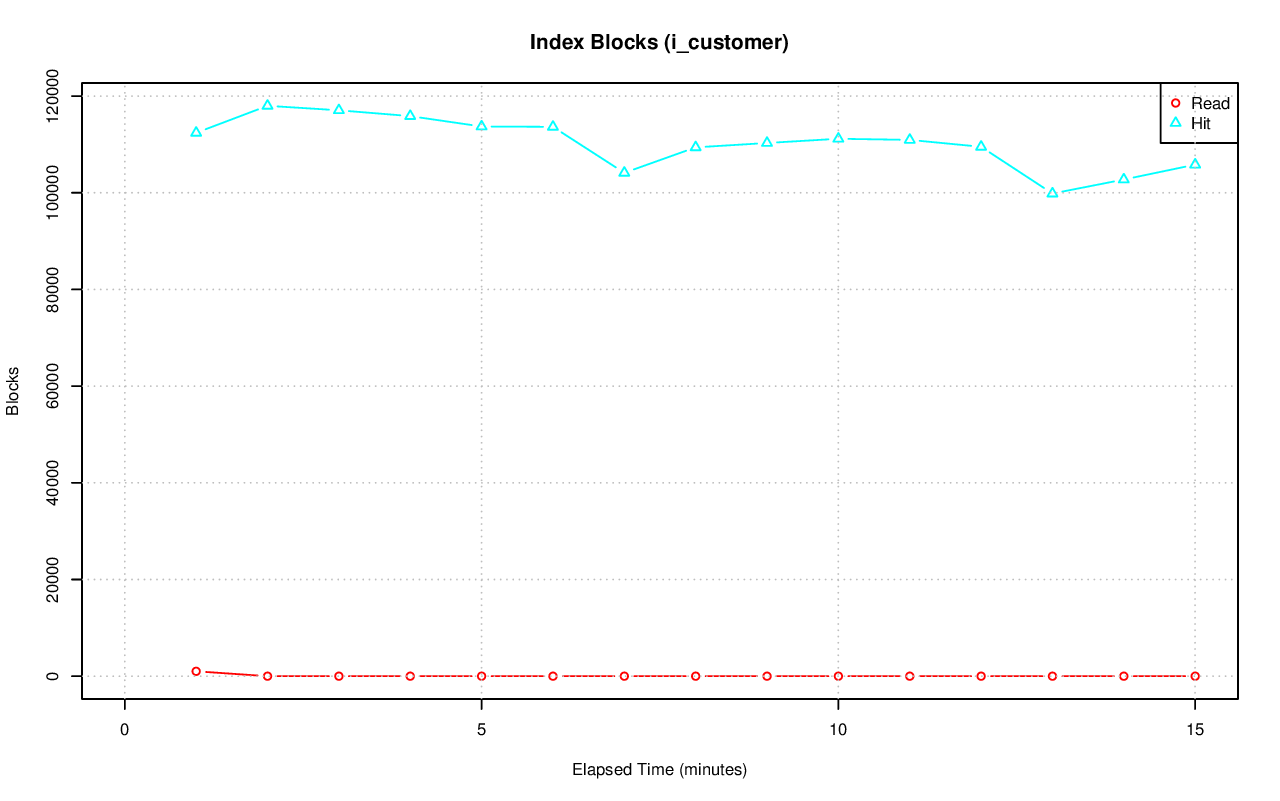 Index Blocks (i_customer)
Read
Hit
120000
100000
80000
60000
40000
20000
0
Blocks
0 5 10 15
Elapsed Time (minutes)